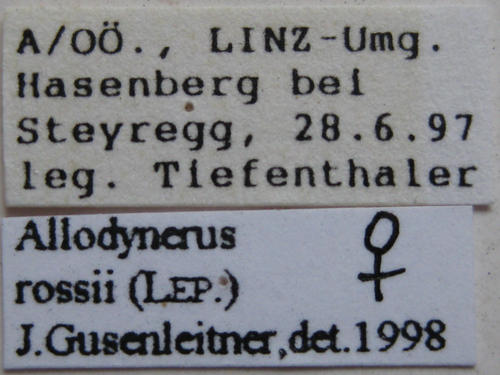 A/OÖ., LINZ-Umg.
Hasenberg bei
Steyregg, 28.6.97
leg. Tiefenthaler
Allodynerus ♀
rossii (LEP.)
J.Gusenleitner,det.1998